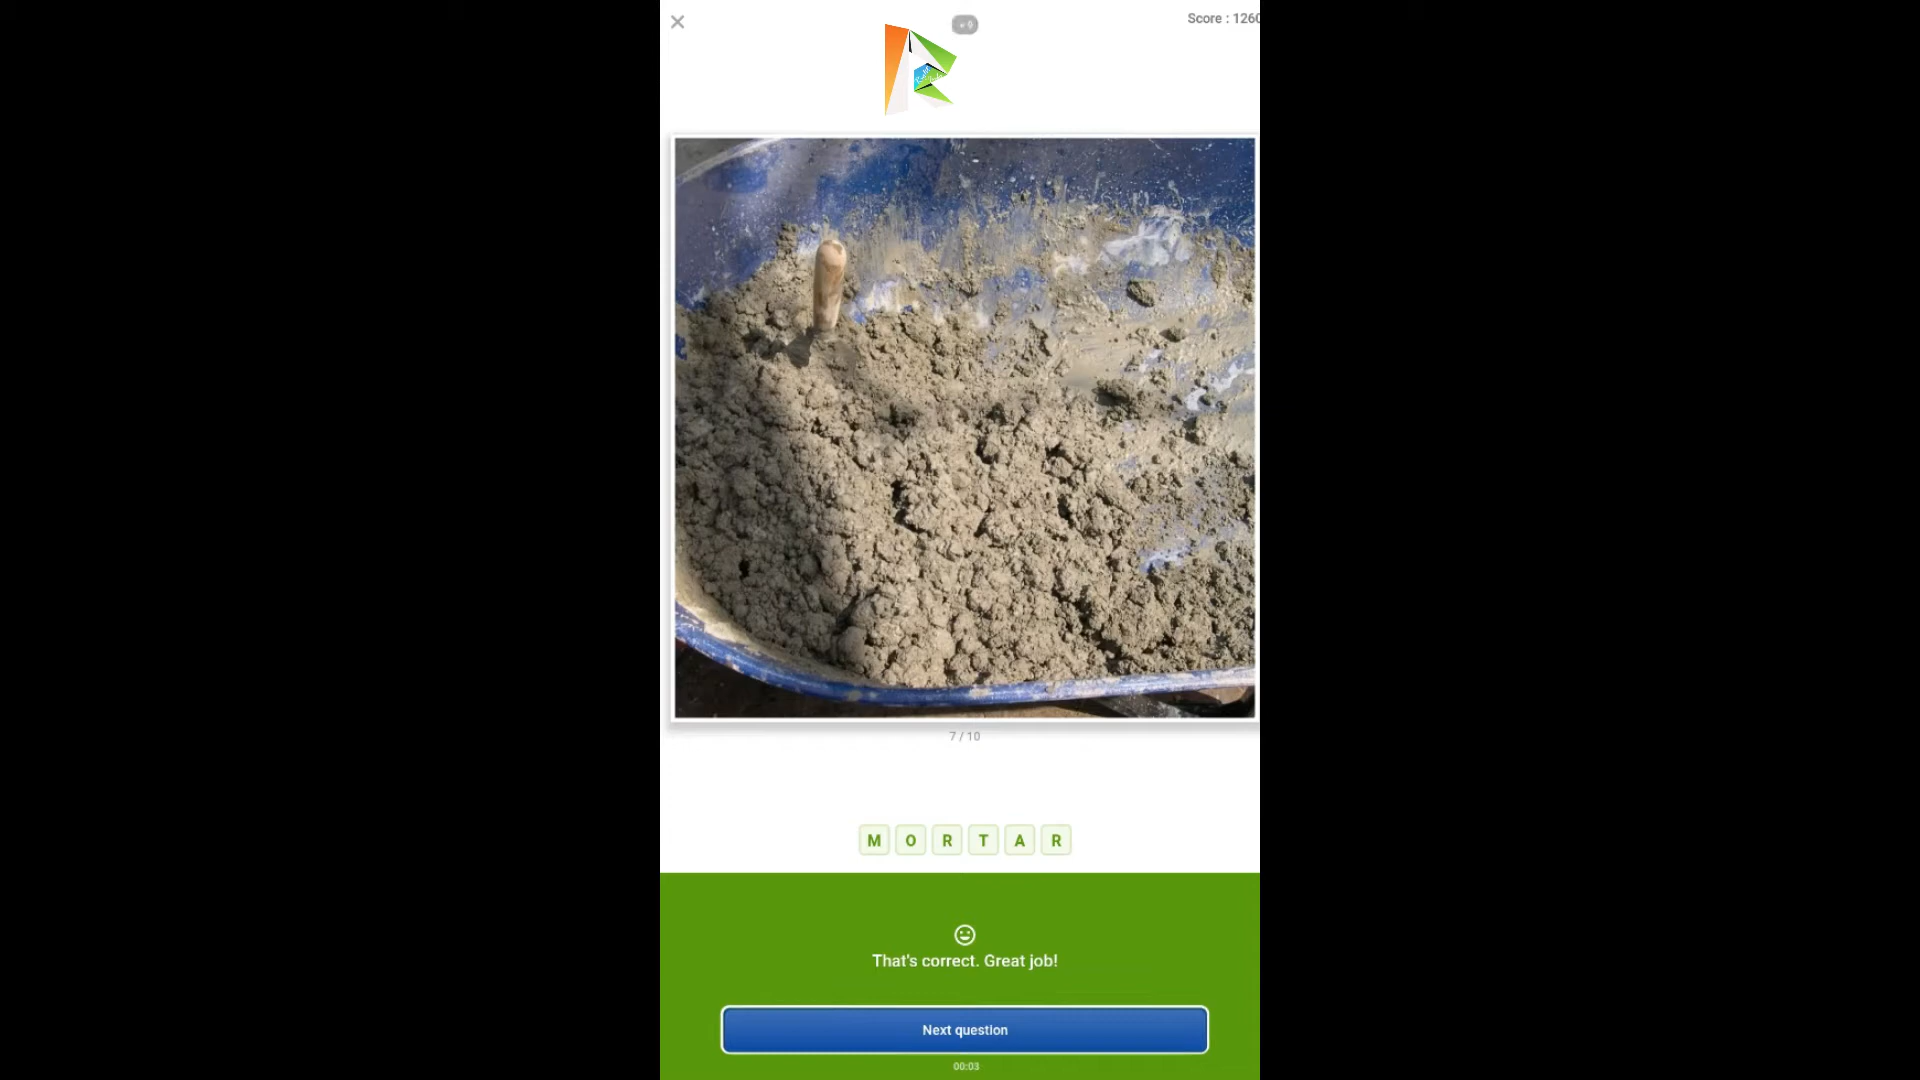 Score : 1260
7 / 10
M O R T A R
That's correct. Great job!
Next question
00:03